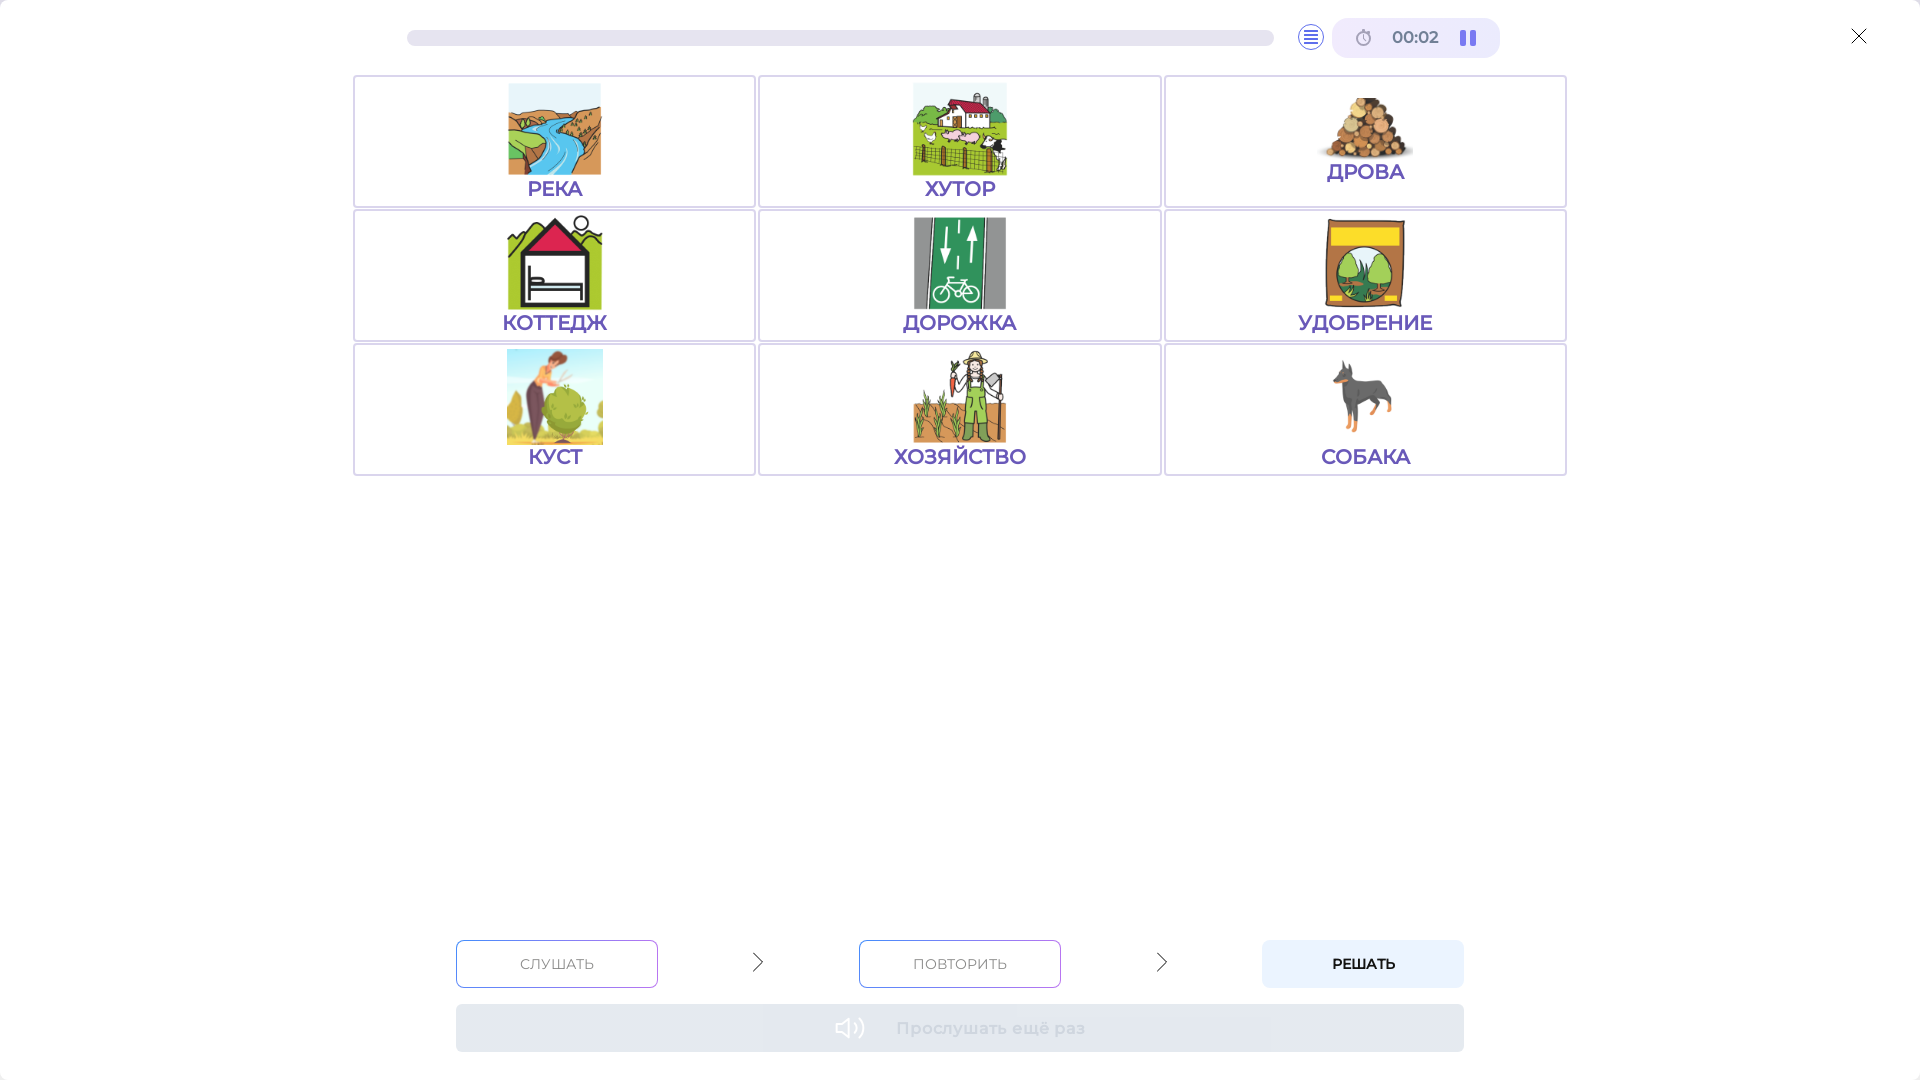 00:02
РЕКА
ХУТОР
ДРОВА
КОТТЕДЖ
ДОРОЖКА
УДОБРЕНИЕ
КУСТ
ХОЗЯЙСТВО
СОБАКА
СЛУШАТЬ
ПОВТОРИТЬ
РЕШАТЬ
Прослушать ещё раз